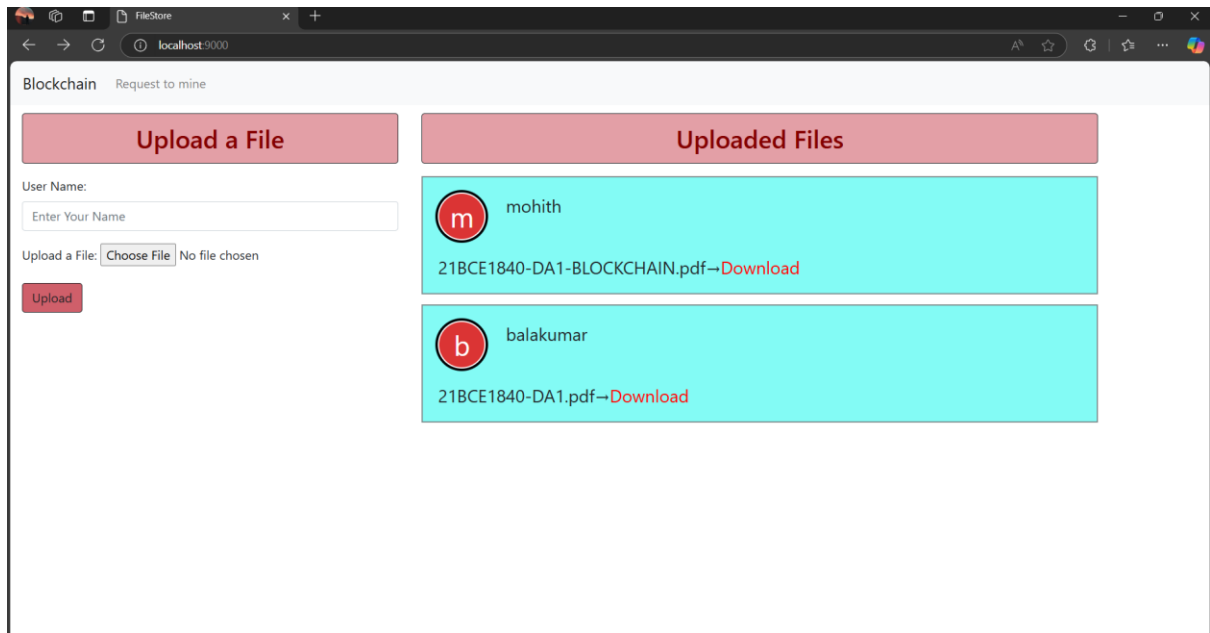 FileStore
localhost:9000
Blockchain Request to mine
Upload a File
User Name:
Enter Your Name
Upload a File: Choose File No file chosen
Upload
Uploaded Files
m mohith
21BCE1840-DA1-BLOCKCHAIN.pdf→Download
b balakumar
21BCE1840-DA1.pdf→Download